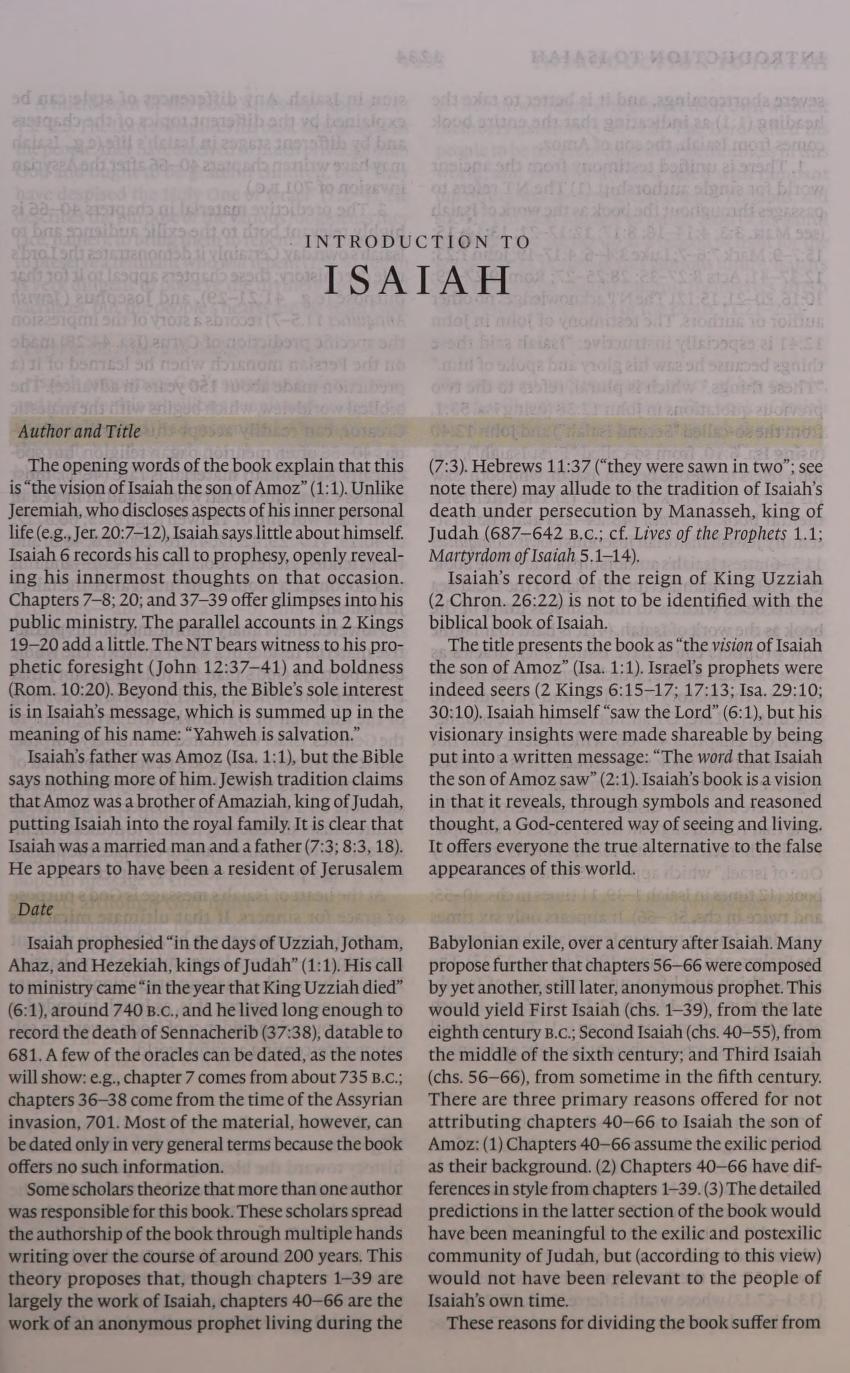 INTRODUCTION TO
ISAIAH
Author and Title
The opening words of the book explain that this
is “the vision of Isaiah the son of Amoz” (1:1). Unlike
Jeremiah, who discloses aspects of his inner personal
life (e.g., Jer. 20:7–12), Isaiah says little about himself.
Isaiah 6 records his call to prophesy, openly reveal-
ing his innermost thoughts on that occasion.
Chapters 7–8; 20; and 37–39 offer glimpses into his
public ministry. The parallel accounts in 2 Kings
19–20 add a little. The NT bears witness to his pro-
phetic foresight (John 12:37–41) and boldness
(Rom. 10:20). Beyond this, the Bible’s sole interest
is in Isaiah’s message, which is summed up in the
meaning of his name: “Yahweh is salvation.”
Isaiah’s father was Amoz (Isa. 1:1), but the Bible
says nothing more of him. Jewish tradition claims
that Amoz was a brother of Amaziah, king of Judah,
putting Isaiah into the royal family. It is clear that
Isaiah was a married man and a father (7:3; 8:3, 18).
He appears to have been a resident of Jerusalem
(7:3). Hebrews 11:37 (“they were sawn in two”; see
note there) may allude to the tradition of Isaiah’s
death under persecution by Manasseh, king of
Judah (687–642 B.C.; cf. Lives of the Prophets 1.1;
Martyrdom of Isaiah 5.1–14).
Isaiah’s record of the reign of King Uzziah
(2 Chron. 26:22) is not to be identified with the
biblical book of Isaiah.
The title presents the book as “the vision of Isaiah
the son of Amoz” (Isa. 1:1). Israel’s prophets were
indeed seers (2 Kings 6:15–17; 17:13; Isa. 29:10;
30:10). Isaiah himself “saw the Lord” (6:1), but his
visionary insights were made shareable by being
put into a written message: “The word that Isaiah
the son of Amoz saw” (2:1). Isaiah’s book is a vision
in that it reveals, through symbols and reasoned
thought, a God-centered way of seeing and living.
It offers everyone the true alternative to the false
appearances of this world.
Date
Isaiah prophesied “in the days of Uzziah, Jotham,
Ahaz, and Hezekiah, kings of Judah” (1:1). His call
to ministry came “in the year that King Uzziah died”
(6:1), around 740 B.C., and he lived long enough to
record the death of Sennacherib (37:38), datable to
681. A few of the oracles can be dated, as the notes
will show: e.g., chapter 7 comes from about 735 B.C.;
chapters 36–38 come from the time of the Assyrian
invasion, 701. Most of the material, however, can
be dated only in very general terms because the book
offers no such information.
Some scholars theorize that more than one author
was responsible for this book. These scholars spread
the authorship of the book through multiple hands
writing over the course of around 200 years. This
theory proposes that, though chapters 1–39 are
largely the work of Isaiah, chapters 40–66 are the
work of an anonymous prophet living during the
Babylonian exile, over a century after Isaiah. Many
propose further that chapters 56–66 were composed
by yet another, still later, anonymous prophet. This
would yield First Isaiah (chs. 1–39), from the late
eighth century B.C.; Second Isaiah (chs. 40–55), from
the middle of the sixth century; and Third Isaiah
(chs. 56–66), from sometime in the fifth century.
There are three primary reasons offered for not
attributing chapters 40–66 to Isaiah the son of
Amoz: (1) Chapters 40–66 assume the exilic period
as their background. (2) Chapters 40–66 have dif-
ferences in style from chapters 1–39. (3) The detailed
predictions in the latter section of the book would
have been meaningful to the exilic and postexilic
community of Judah, but (according to this view)
would not have been relevant to the people of
Isaiah’s own time.
These reasons for dividing the book suffer from